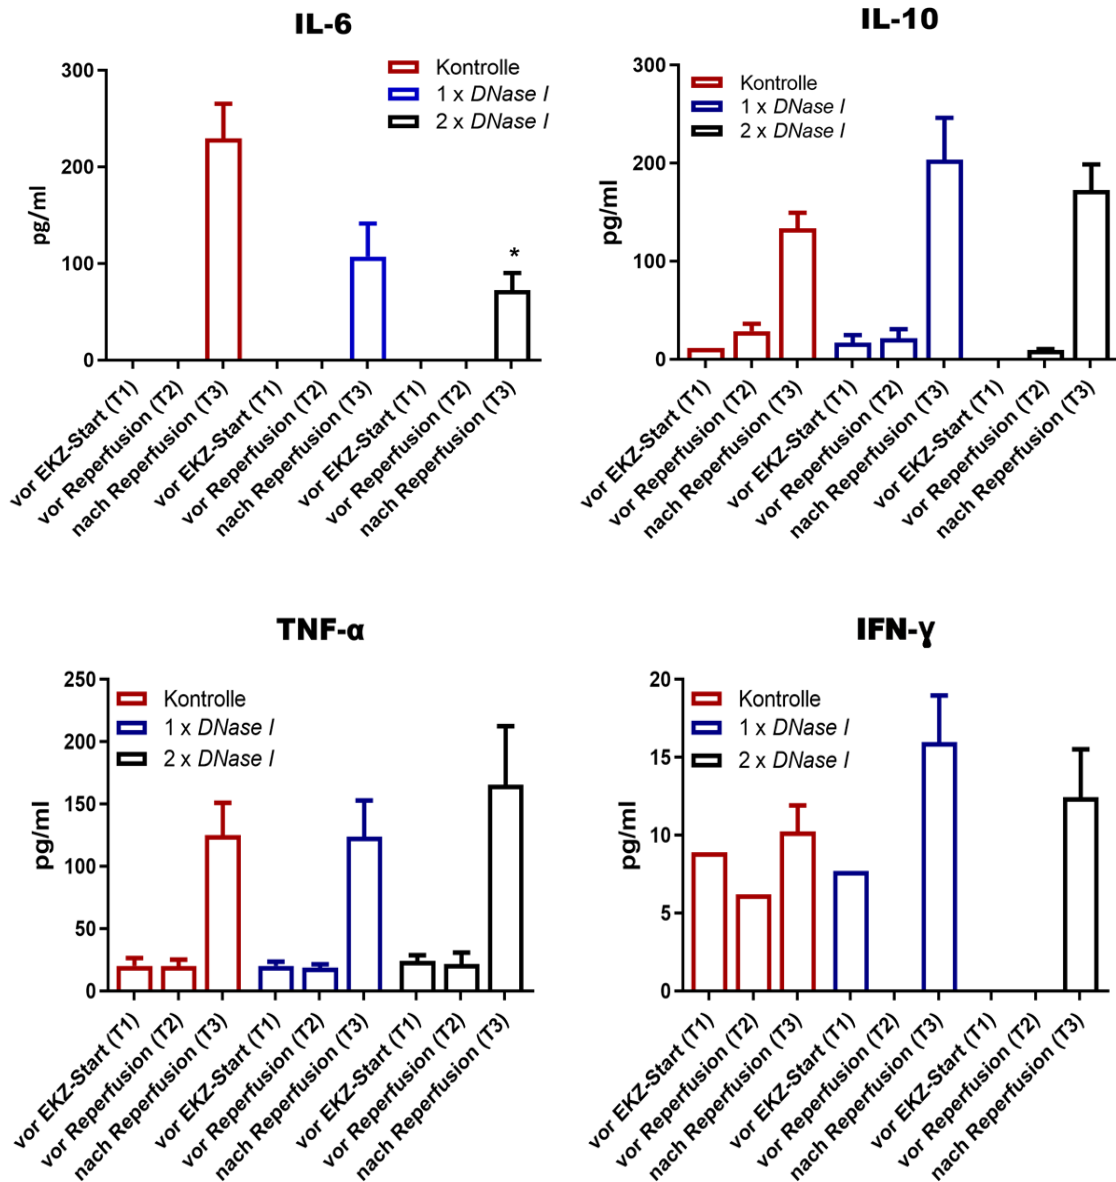 IL-6
300
200
100
0
pg/ml
Kontrolle
1 x DNase I
2 x DNase I
*
vor EKZ-Start (T1)
vor Reperfusion (T2)
nach Reperfusion (T3)
vor EKZ-Start (T1)
vor Reperfusion (T2)
nach Reperfusion (T3)
vor EKZ-Start (T1)
vor Reperfusion (T2)
nach Reperfusion (T3)
IL-10
300
200
100
0
pg/ml
Kontrolle
1 x DNase I
2 x DNase I
vor EKZ-Start (T1)
vor Reperfusion (T2)
nach Reperfusion (T3)
vor EKZ-Start (T1)
vor Reperfusion (T2)
nach Reperfusion (T3)
vor EKZ-Start (T1)
vor Reperfusion (T2)
nach Reperfusion (T3)
TNF-α
250
200
150
100
50
0
pg/ml
Kontrolle
1 x DNase I
2 x DNase I
vor EKZ-Start (T1)
vor Reperfusion (T2)
nach Reperfusion (T3)
vor EKZ-Start (T1)
vor Reperfusion (T2)
nach Reperfusion (T3)
vor EKZ-Start (T1)
vor Reperfusion (T2)
nach Reperfusion (T3)
IFN-γ
20
15
10
5
0
pg/ml
Kontrolle
1 x DNase I
2 x DNase I
vor EKZ-Start (T1)
vor Reperfusion (T2)
nach Reperfusion (T3)
vor EKZ-Start (T1)
vor Reperfusion (T2)
nach Reperfusion (T3)
vor EKZ-Start (T1)
vor Reperfusion (T2)
nach Reperfusion (T3)